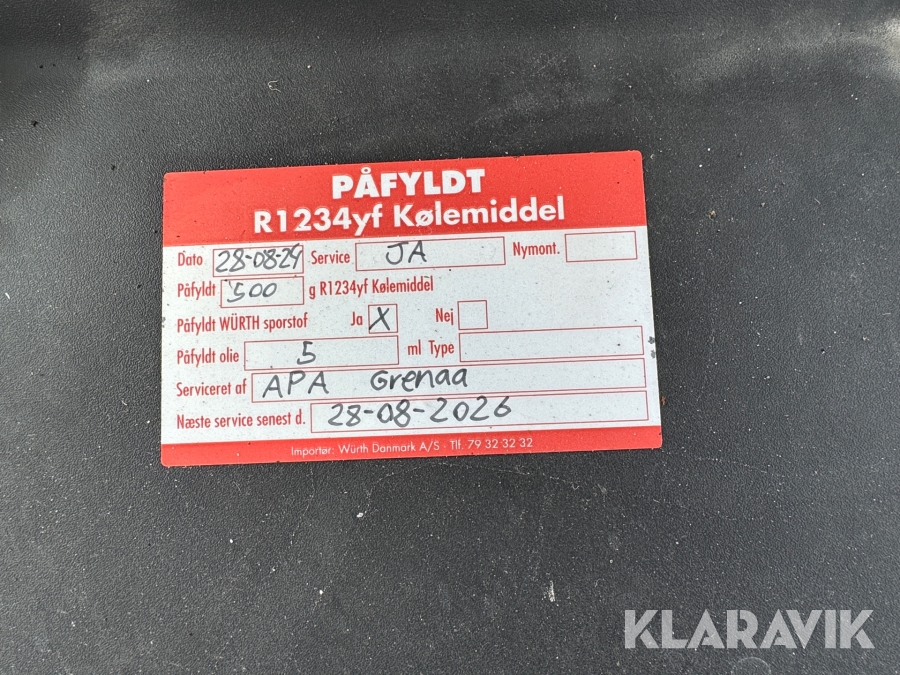 PÅFYLDT
R1234yf Kølemiddel
Dato 28-08-24 Service JA Nymont.
Påfyldt 500 g R1234yf Kølemiddel
Påfyldt WÜRTH sporstof Ja X Nej
Påfyldt olie 5 ml Type
Serviceret af APA Grenaa
Næste service senest d. 28-08-2026
Importør: Würth Danmark A/S · Tlf. 79 32 32 32
KLARAVIK